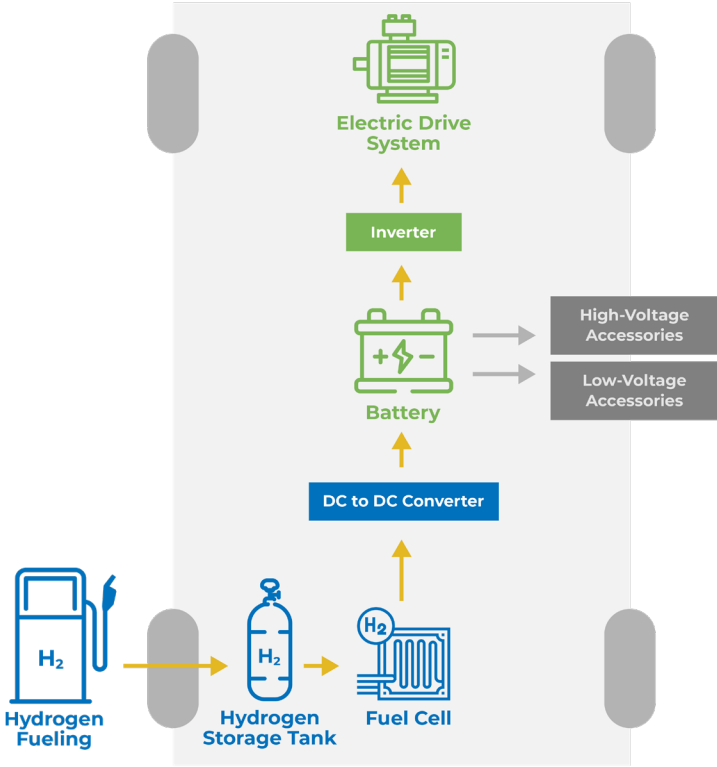 Electric Drive
System
Inverter
High-Voltage
Accessories
Low-Voltage
Accessories
+ -
Battery
DC to DC Converter
H₂
H₂
H₂
Hydrogen
Fueling
Hydrogen
Storage Tank
Fuel Cell